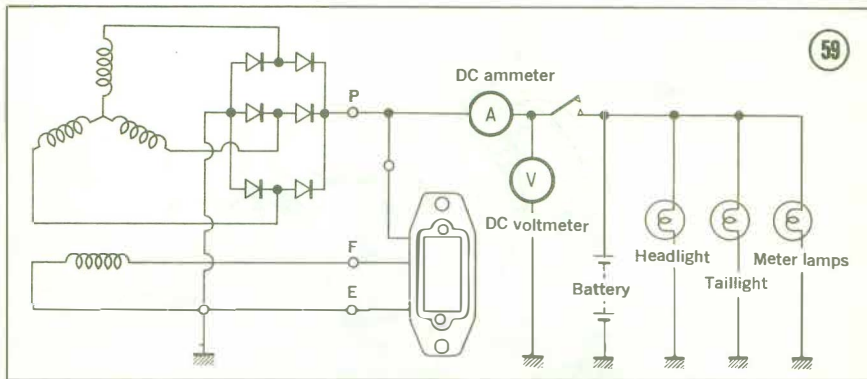 59
DC ammeter
P
A
V
DC voltmeter
F
E
Battery
Headlight
Taillight
Meter lamps